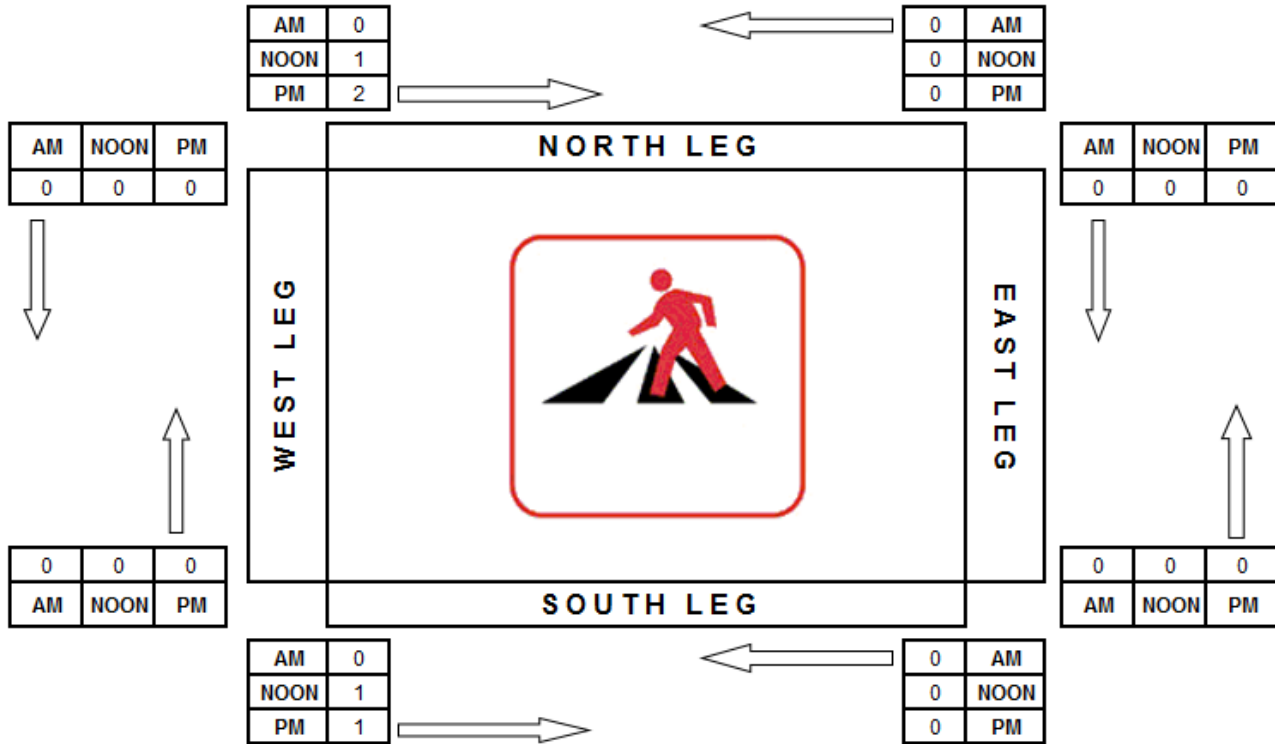 AM 0
NOON 1
PM 2
0 AM
0 NOON
0 PM
AM NOON PM
0 0 0
NORTH LEG
AM NOON PM
0 0 0
WEST LEG
EAST LEG
0 0 0
AM NOON PM
SOUTH LEG
0 0 0
AM NOON PM
AM 0
NOON 1
PM 1
0 AM
0 NOON
0 PM